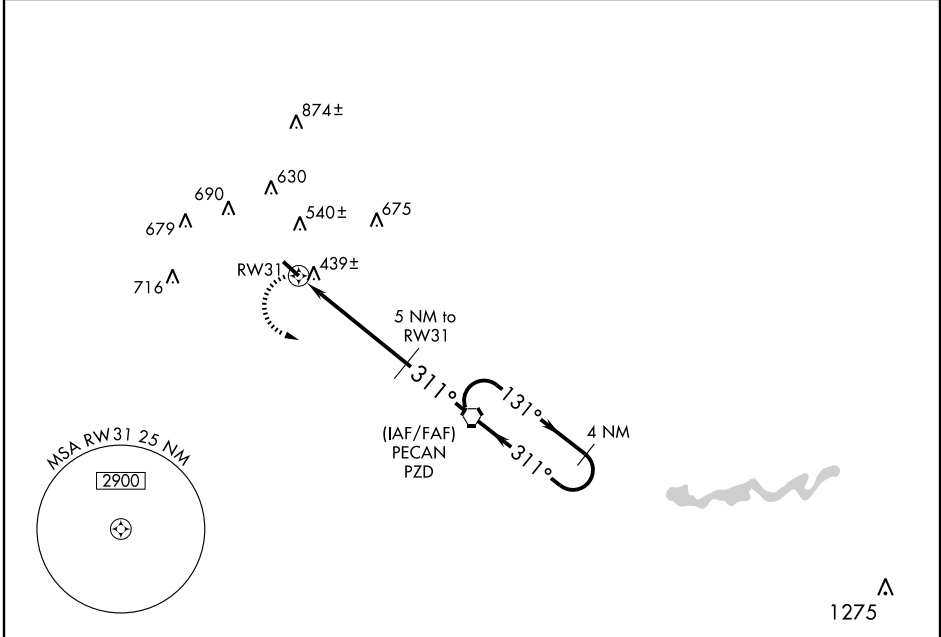 874±
630
690
540±
675
679
RW31
439±
716
5 NM to
RW31
311°
131°
4 NM
(IAF/FAF)
PECAN
PZD
311°
MSA RW31 25 NM
2900
1275